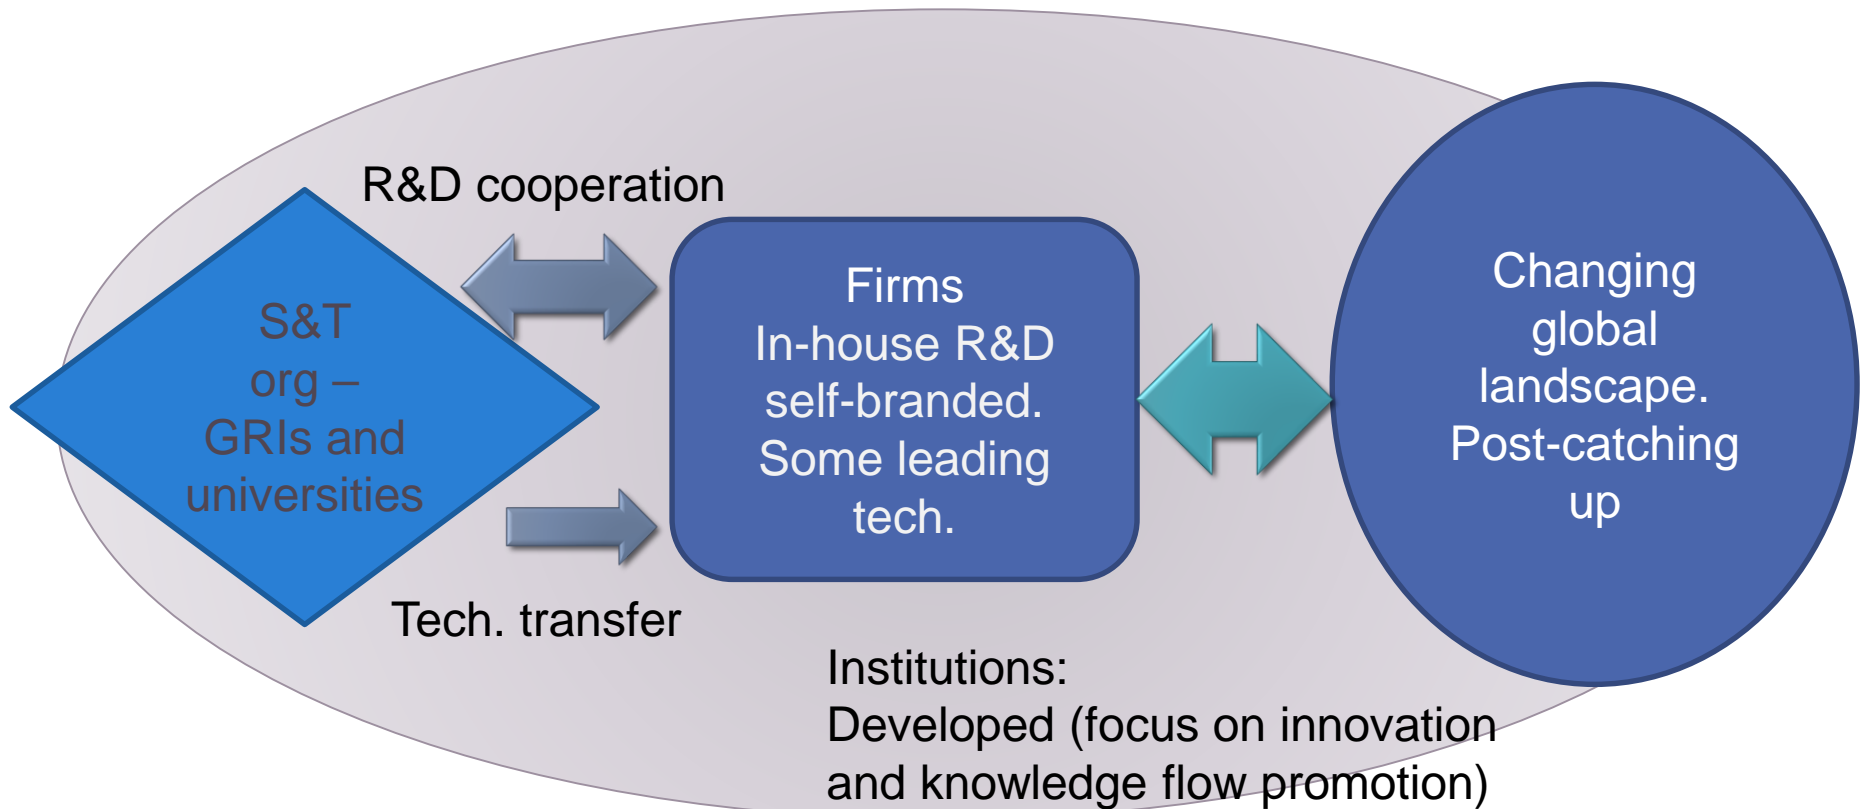 R&D cooperation
S&T
org –
GRIs and
universities
Tech. transfer
Firms
In-house R&D
self-branded.
Some leading
tech.
Changing
global
landscape.
Post-catching
up
Institutions:
Developed (focus on innovation
and knowledge flow promotion)